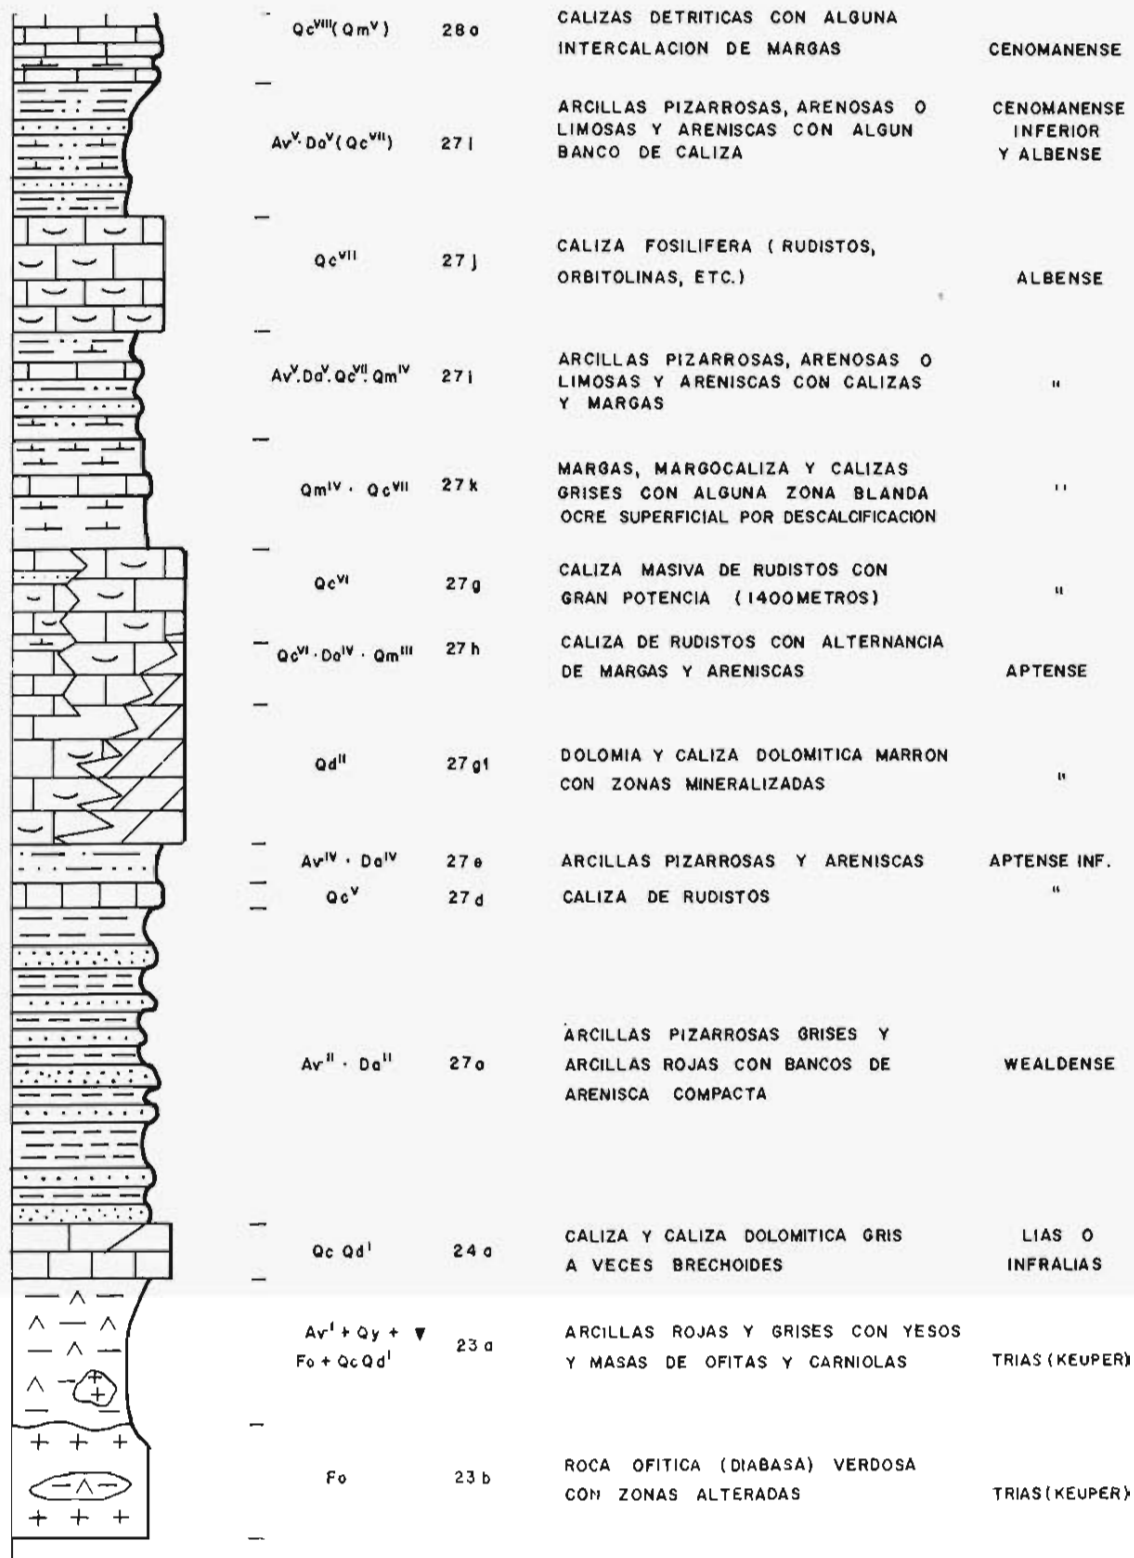 CALIZAS DETRITICAS CON ALGUNA
Qc^VIII (Qm^V) 28a
INTERCALACION DE MARGAS CENOMANENSE
ARCILLAS PIZARROSAS, ARENOSAS O CENOMANENSE
LIMOSAS Y ARENISCAS CON ALGUN INFERIOR
Av^V·Da^V(Qc^VII) 27l
BANCO DE CALIZA Y ALBENSE
CALIZA FOSILIFERA (RUDISTOS,
Qc^VII 27j
ORBITOLINAS, ETC.) ALBENSE
ARCILLAS PIZARROSAS, ARENOSAS O
Av^V.Da^V.Qc^VII.Qm^IV 27i LIMOSAS Y ARENISCAS CON CALIZAS "
Y MARGAS
MARGAS, MARGOCALIZA Y CALIZAS
Qm^IV · Qc^VII 27k GRISES CON ALGUNA ZONA BLANDA "
OCRE SUPERFICIAL POR DESCALCIFICACION
CALIZA MASIVA DE RUDISTOS CON
Qc^VI 27g
GRAN POTENCIA (1400 METROS) "
CALIZA DE RUDISTOS CON ALTERNANCIA
Qc^VI·Da^IV·Qm^III 27h
DE MARGAS Y ARENISCAS APTENSE
DOLOMIA Y CALIZA DOLOMITICA MARRON
Qd^II 27g1
CON ZONAS MINERALIZADAS "
Av^IV · Da^IV 27e ARCILLAS PIZARROSAS Y ARENISCAS APTENSE INF.
Qc^V 27d CALIZA DE RUDISTOS "
ARCILLAS PIZARROSAS GRISES Y
Av^II · Da^II 27a ARCILLAS ROJAS CON BANCOS DE WEALDENSE
ARENISCA COMPACTA
CALIZA Y CALIZA DOLOMITICA GRIS LIAS O
Qc Qd^I 24a
A VECES BRECHOIDES INFRALIAS
Av^I + Qy + ▼ ARCILLAS ROJAS Y GRISES CON YESOS
23a
Fo + QcQd^I Y MASAS DE OFITAS Y CARNIOLAS TRIAS (KEUPER)
ROCA OFITICA (DIABASA) VERDOSA
Fo 23b
CON ZONAS ALTERADAS TRIAS (KEUPER)